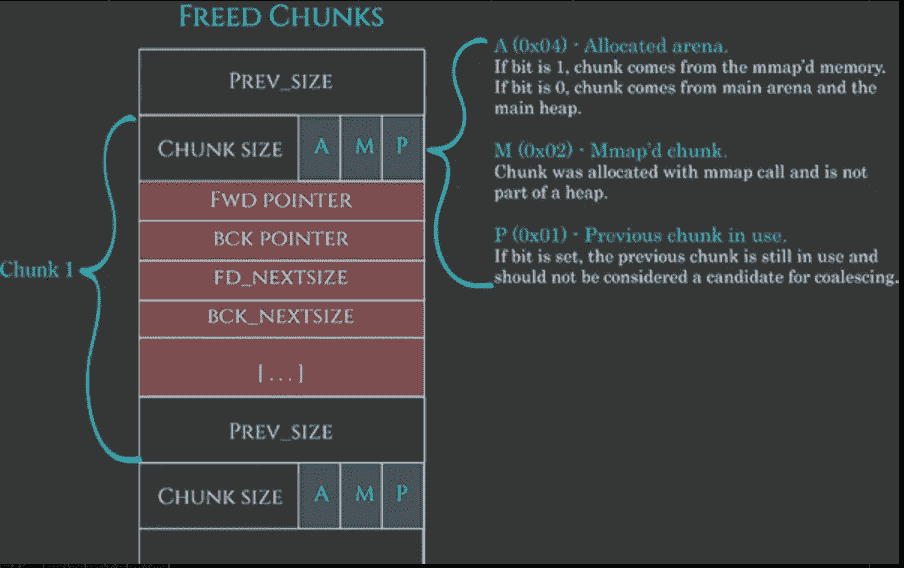 FREED CHUNKS
PREV_SIZE
CHUNK SIZE A M P
FWD POINTER
BCK POINTER
FD_NEXTSIZE
BCK_NEXTSIZE
[...]
PREV_SIZE
CHUNK SIZE A M P
Chunk 1
A (0x04) - Allocated arena.
If bit is 1, chunk comes from the mmap'd memory.
If bit is 0, chunk comes from main arena and the
main heap.
M (0x02) - Mmap'd chunk.
Chunk was allocated with mmap call and is not
part of a heap.
P (0x01) - Previous chunk in use.
If bit is set, the previous chunk is still in use and
should not be considered a candidate for coalescing.